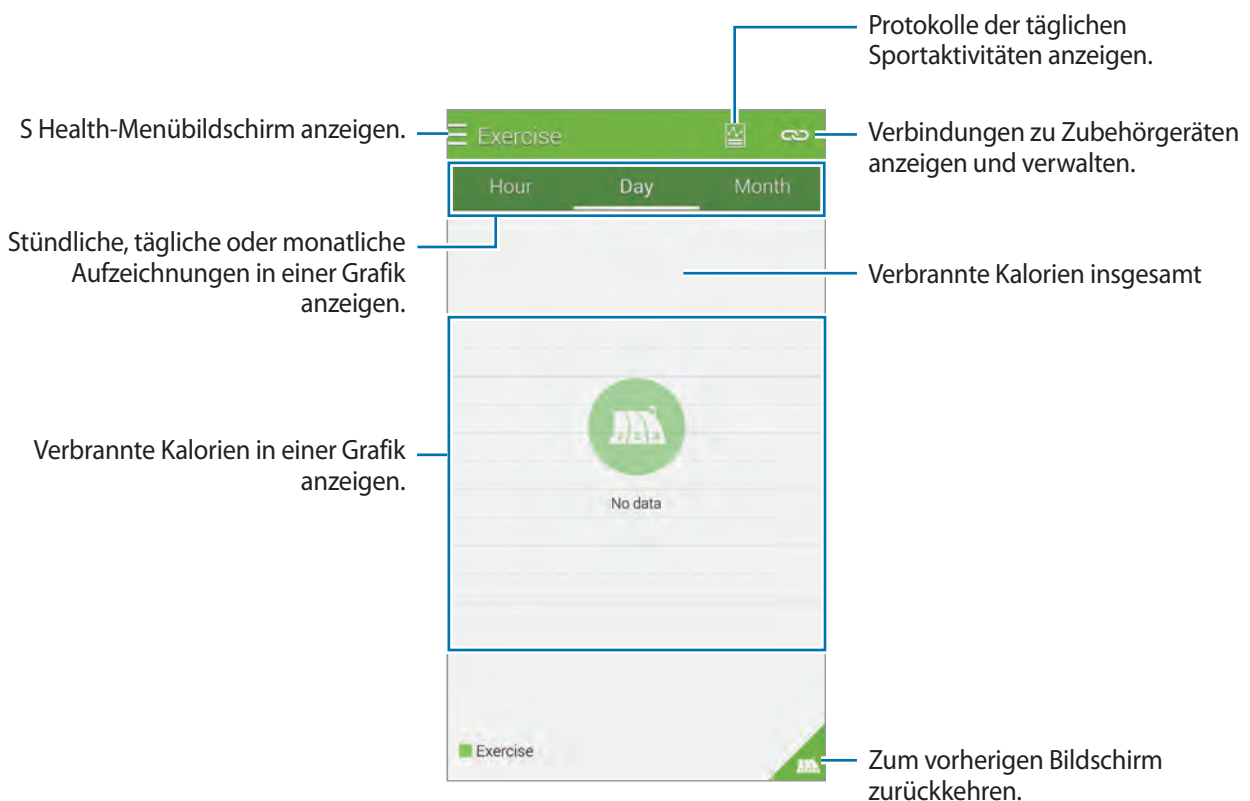 Protokolle der täglichen
Sportaktivitäten anzeigen.
S Health-Menübildschirm anzeigen.
Exercise
Verbindungen zu Zubehörgeräten
anzeigen und verwalten.
Hour Day Month
Stündliche, tägliche oder monatliche
Aufzeichnungen in einer Grafik
anzeigen.
Verbrannte Kalorien insgesamt
Verbrannte Kalorien in einer Grafik
anzeigen.
No data
Exercise
Zum vorherigen Bildschirm
zurückkehren.